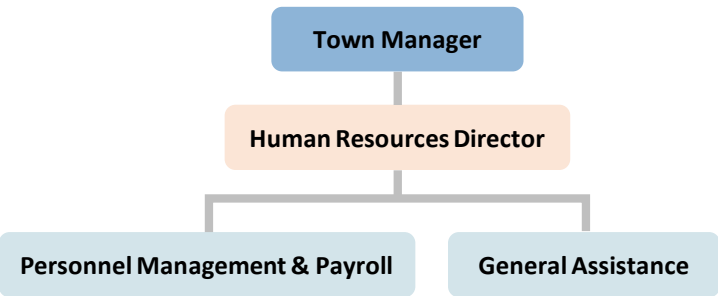 Town Manager
Human Resources Director
Personnel Management & Payroll
General Assistance